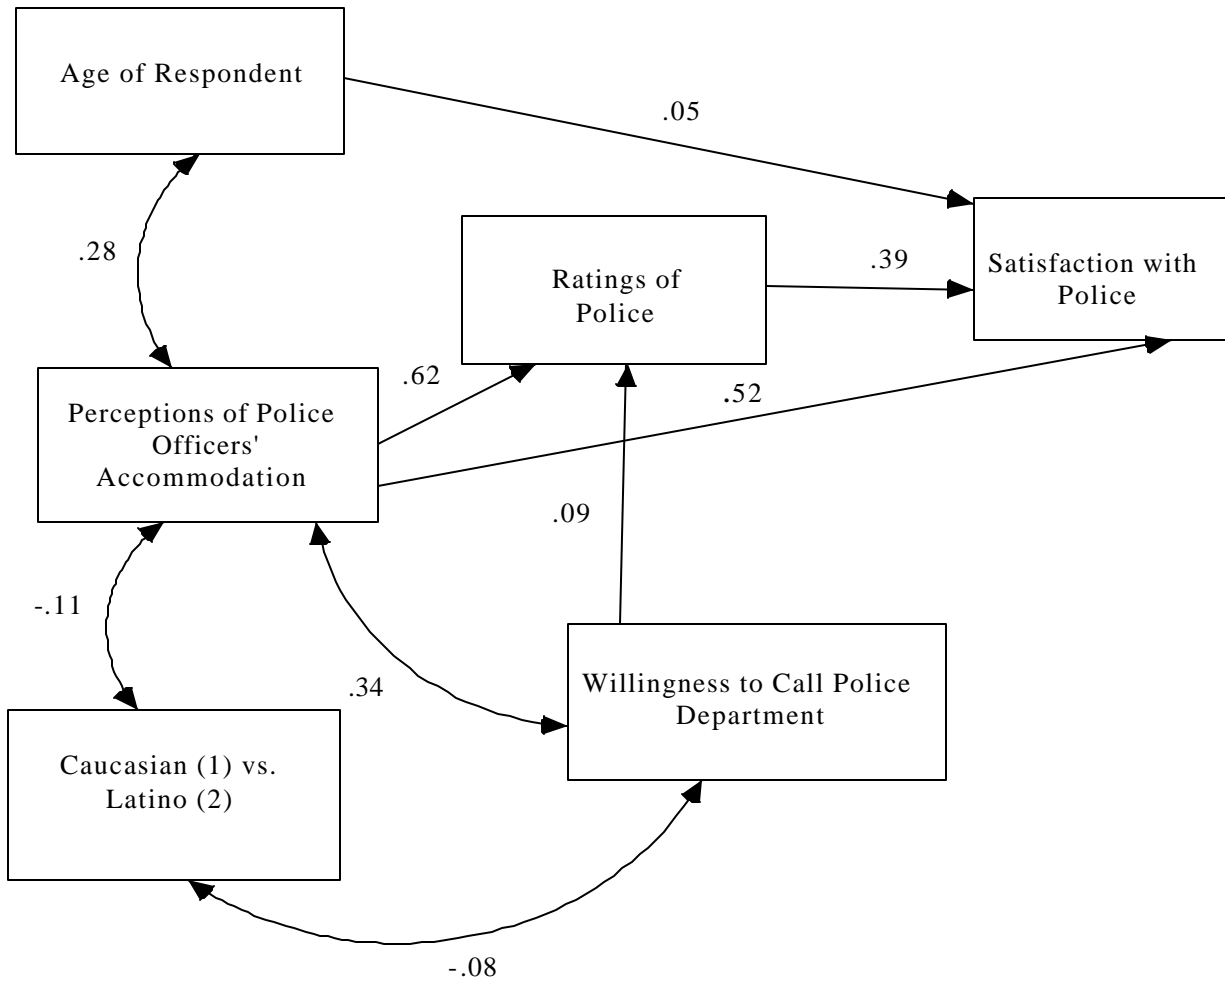 Age of Respondent
.05
.28
Ratings of
Police
.39
Satisfaction with
Police
.62
.52
Perceptions of Police
Officers'
Accommodation
.09
-.11
.34
Willingness to Call Police
Department
Caucasian (1) vs.
Latino (2)
-.08